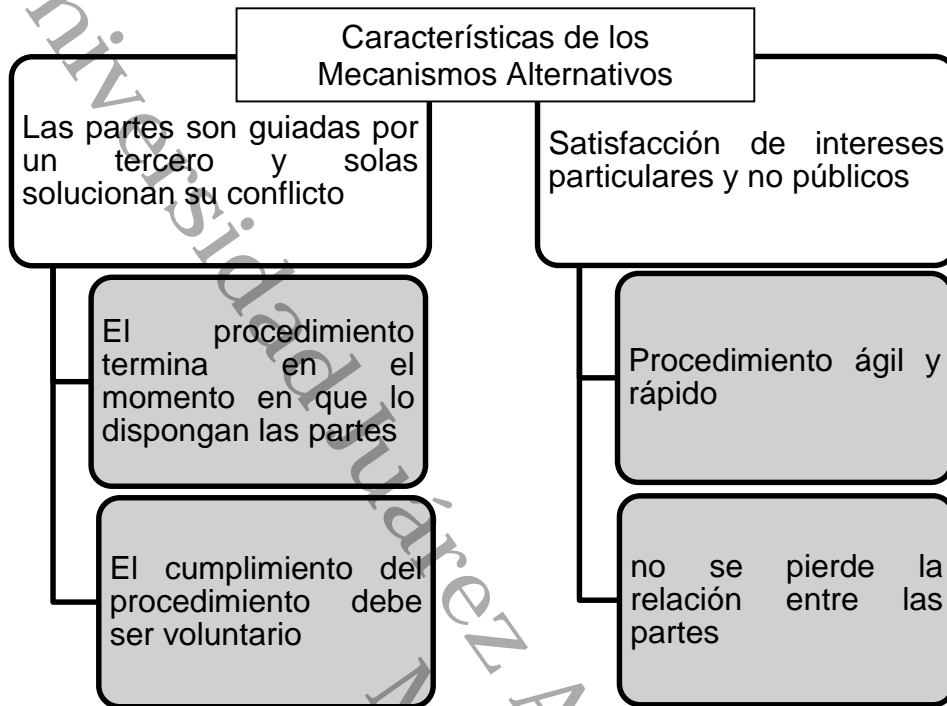 Características de los
Mecanismos Alternativos
Las partes son guiadas por
un tercero y solas
solucionan su conflicto
El procedimiento
termina en el
momento en que lo
dispongan las partes
El cumplimiento del
procedimiento debe
ser voluntario
Satisfacción de intereses
particulares y no públicos
Procedimiento ágil y
rápido
no se pierde la
relación entre las
partes
niversidad Juárez A